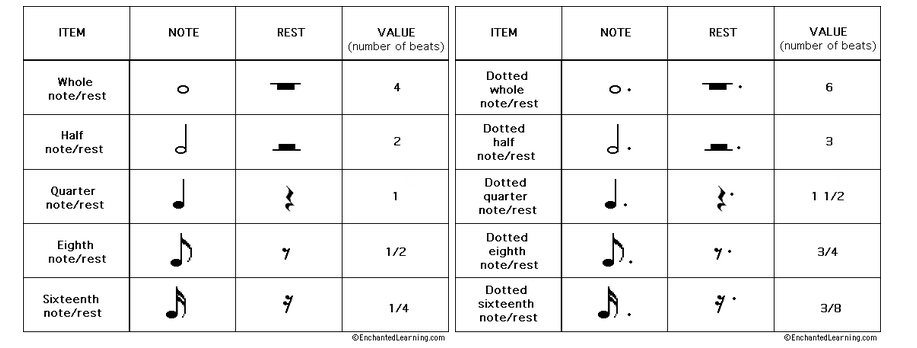 ITEM NOTE REST VALUE
(number of beats)
Whole
note/rest
4
Half
note/rest
2
Quarter
note/rest
1
Eighth
note/rest
1/2
Sixteenth
note/rest
1/4
©EnchantedLearning.com
ITEM NOTE REST VALUE
(number of beats)
Dotted
whole
note/rest
6
Dotted
half
note/rest
3
Dotted
quarter
note/rest
1 1/2
Dotted
eighth
note/rest
3/4
Dotted
sixteenth
note/rest
3/8
©EnchantedLearning.com